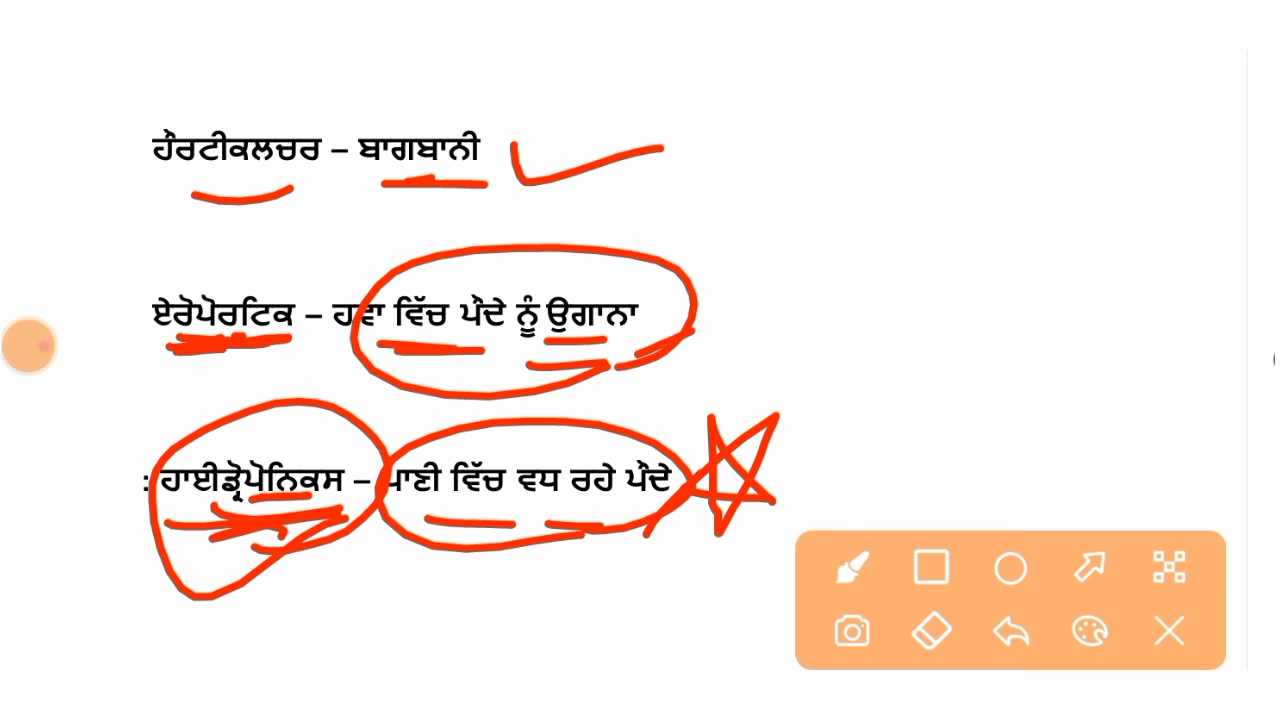 ਹੌਰਟੀਕਲਚਰ – ਬਾਗਬਾਨੀ
ਏਰੋਪੋਰਟਿਕ – ਹਵਾ ਵਿੱਚ ਪੌਦੇ ਨੂੰ ਉਗਾਨਾ
: ਹਾਈਡ੍ਰੋਪੋਨਿਕਸ – ਪਾਣੀ ਵਿੱਚ ਵਧ ਰਹੇ ਪੌਦੇ